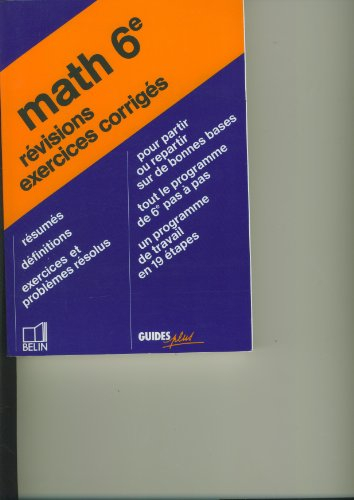 math 6e
révisions
exercices corrigés
résumés
définitions
exercices et
problèmes résolus
pour partir
ou repartir
sur de bonnes bases
tout le programme
de 6e pas à pas
un programme
de travail
en 19 étapes
BELIN
GUIDES plus